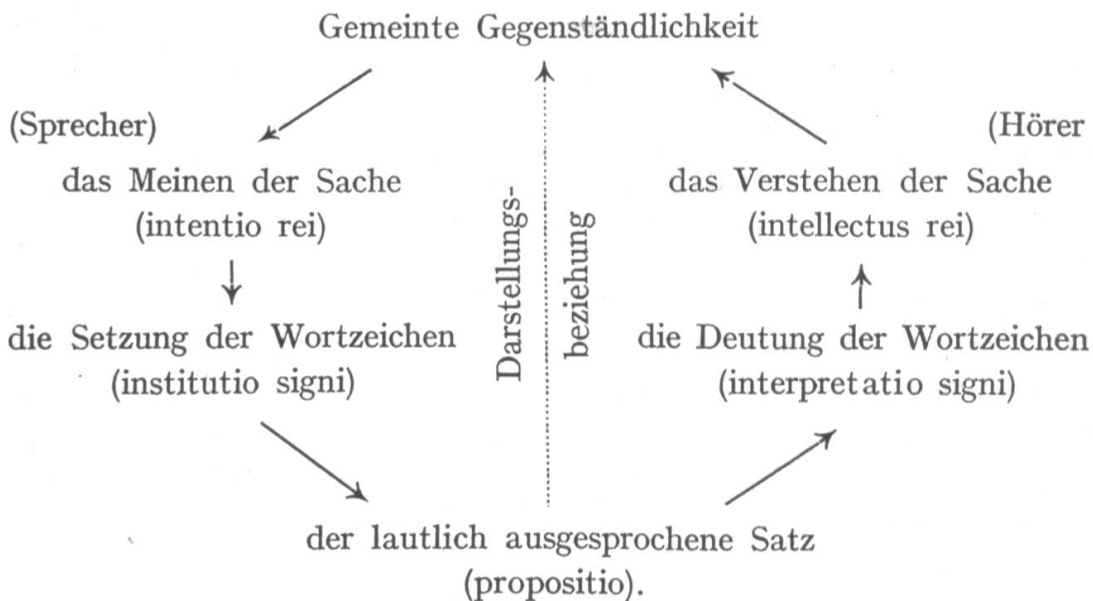 Gemeinte Gegenständlichkeit
(Sprecher)
(Hörer
das Meinen der Sache
(intentio rei)
das Verstehen der Sache
(intellectus rei)
Darstellungs-
beziehung
die Setzung der Wortzeichen
(institutio signi)
die Deutung der Wortzeichen
(interpretatio signi)
der lautlich ausgesprochene Satz
(propositio).